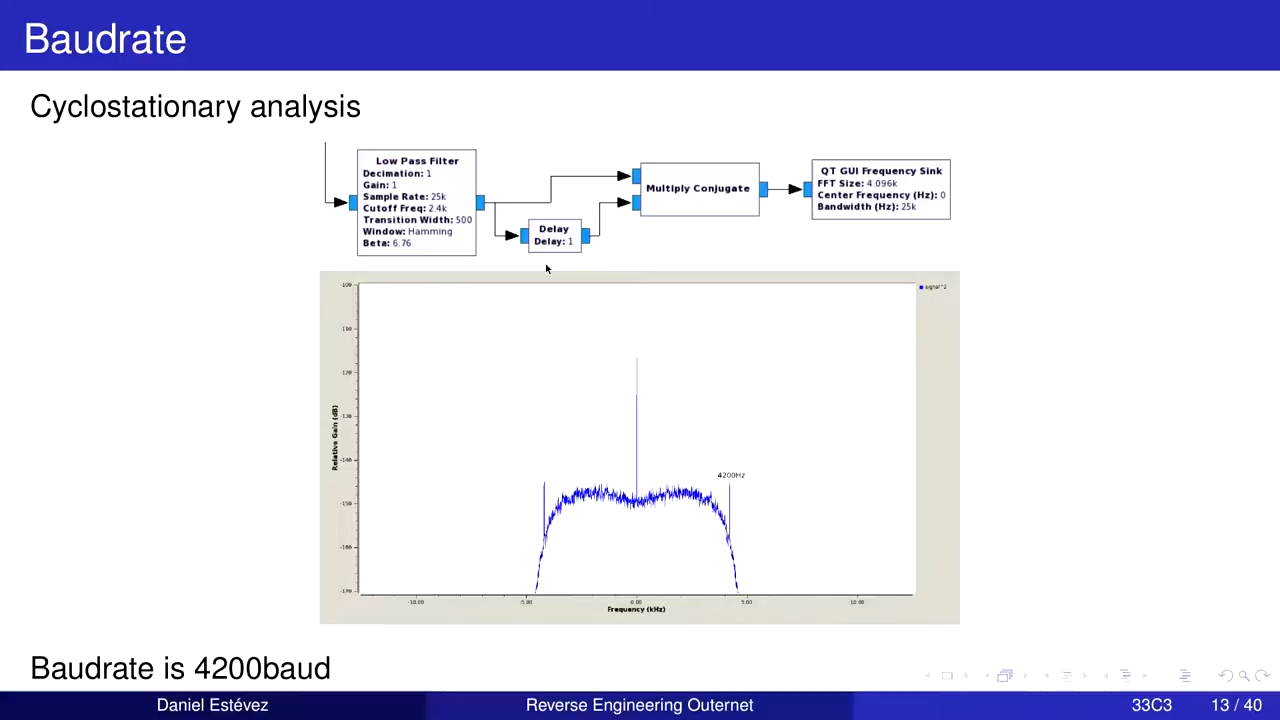 Baudrate
Cyclostationary analysis
Low Pass Filter
Decimation: 1
Gain: 1
Sample Rate: 25k
Cutoff Freq: 2.4k
Transition Width: 500
Window: Hamming
Beta: 6.76
Delay
Delay: 1
Multiply Conjugate
QT GUI Frequency Sink
FFT Size: 4.096k
Center Frequency (Hz): 0
Bandwidth (Hz): 25k
signal^2
-100
-110
-120
-130
-140
-150
-160
-170
Relative Gain (dB)
4200Hz
-10.00
-5.00
0.00
5.00
10.00
Frequency (kHz)
Baudrate is 4200baud
Daniel Estévez
Reverse Engineering Outernet
33C3
13 / 40